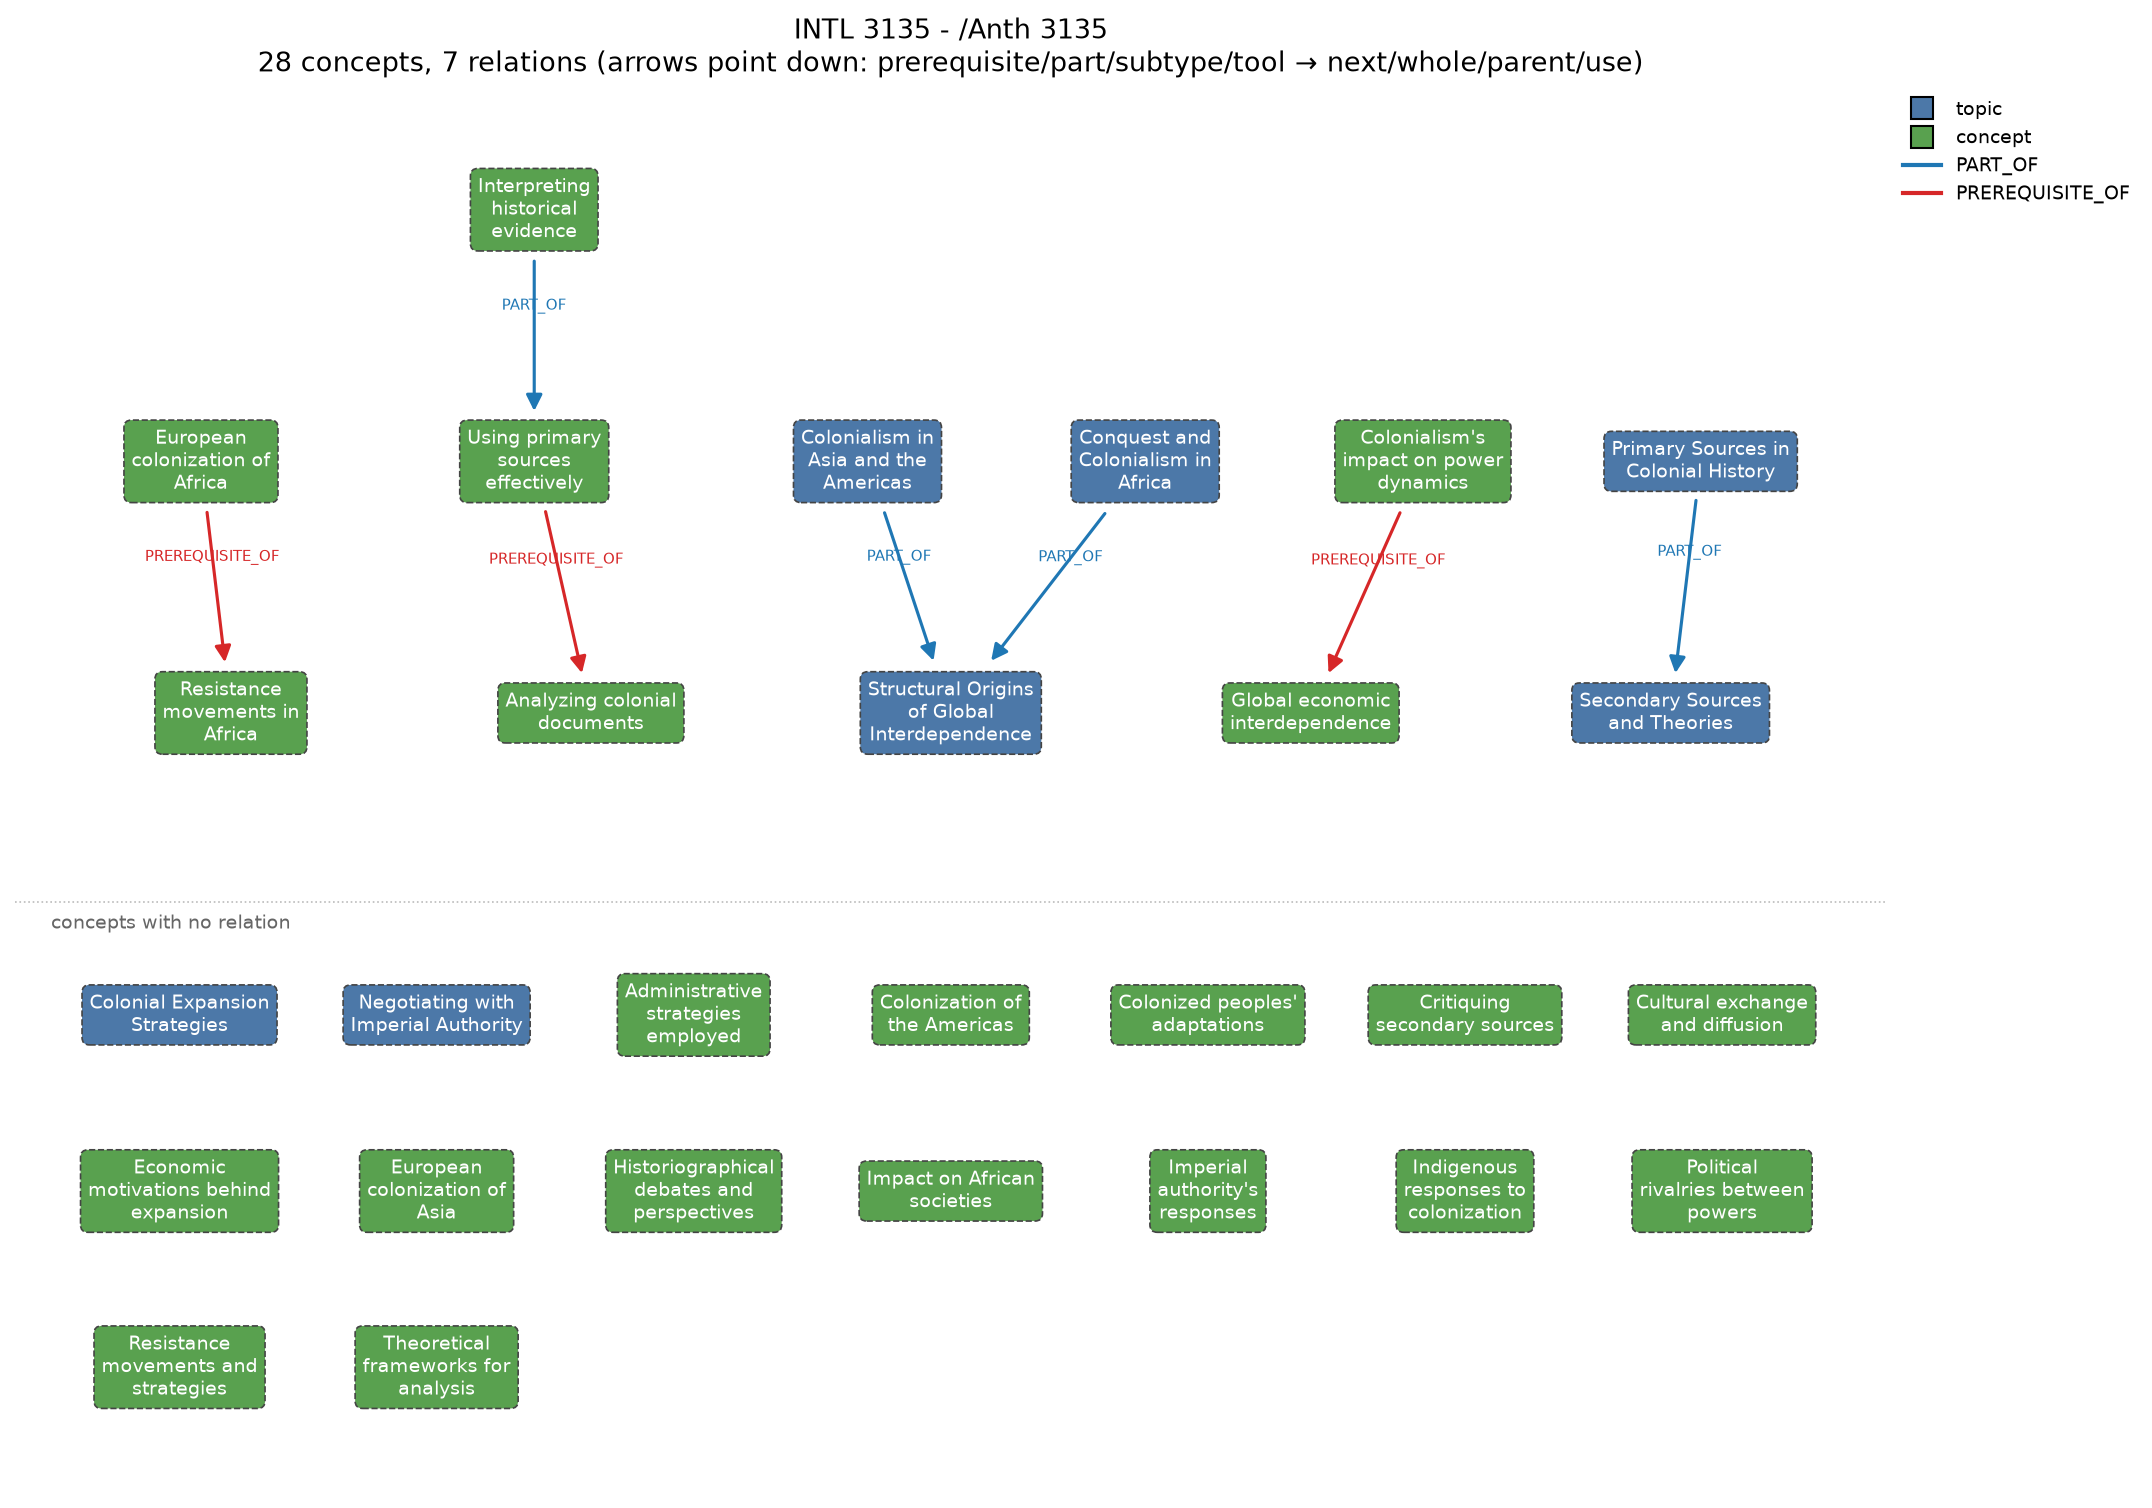 INTL 3135 - /Anth 3135
28 concepts, 7 relations (arrows point down: prerequisite/part/subtype/tool → next/whole/parent/use)
topic
concept
PART_OF
PREREQUISITE_OF
Interpreting
historical
evidence
PART_OF
European
colonization of
Africa
Using primary
sources
effectively
Colonialism in
Asia and the
Americas
Conquest and
Colonialism in
Africa
Colonialism's
impact on power
dynamics
Primary Sources in
Colonial History
PREREQUISITE_OF
PREREQUISITE_OF
PART_OF
PART_OF
PREREQUISITE_OF
PART_OF
Resistance
movements in
Africa
Analyzing colonial
documents
Structural Origins
of Global
Interdependence
Global economic
interdependence
Secondary Sources
and Theories
concepts with no relation
Colonial Expansion
Strategies
Negotiating with
Imperial Authority
Administrative
strategies
employed
Colonization of
the Americas
Colonized peoples'
adaptations
Critiquing
secondary sources
Cultural exchange
and diffusion
Economic
motivations behind
expansion
European
colonization of
Asia
Historiographical
debates and
perspectives
Impact on African
societies
Imperial
authority's
responses
Indigenous
responses to
colonization
Political
rivalries between
powers
Resistance
movements and
strategies
Theoretical
frameworks for
analysis